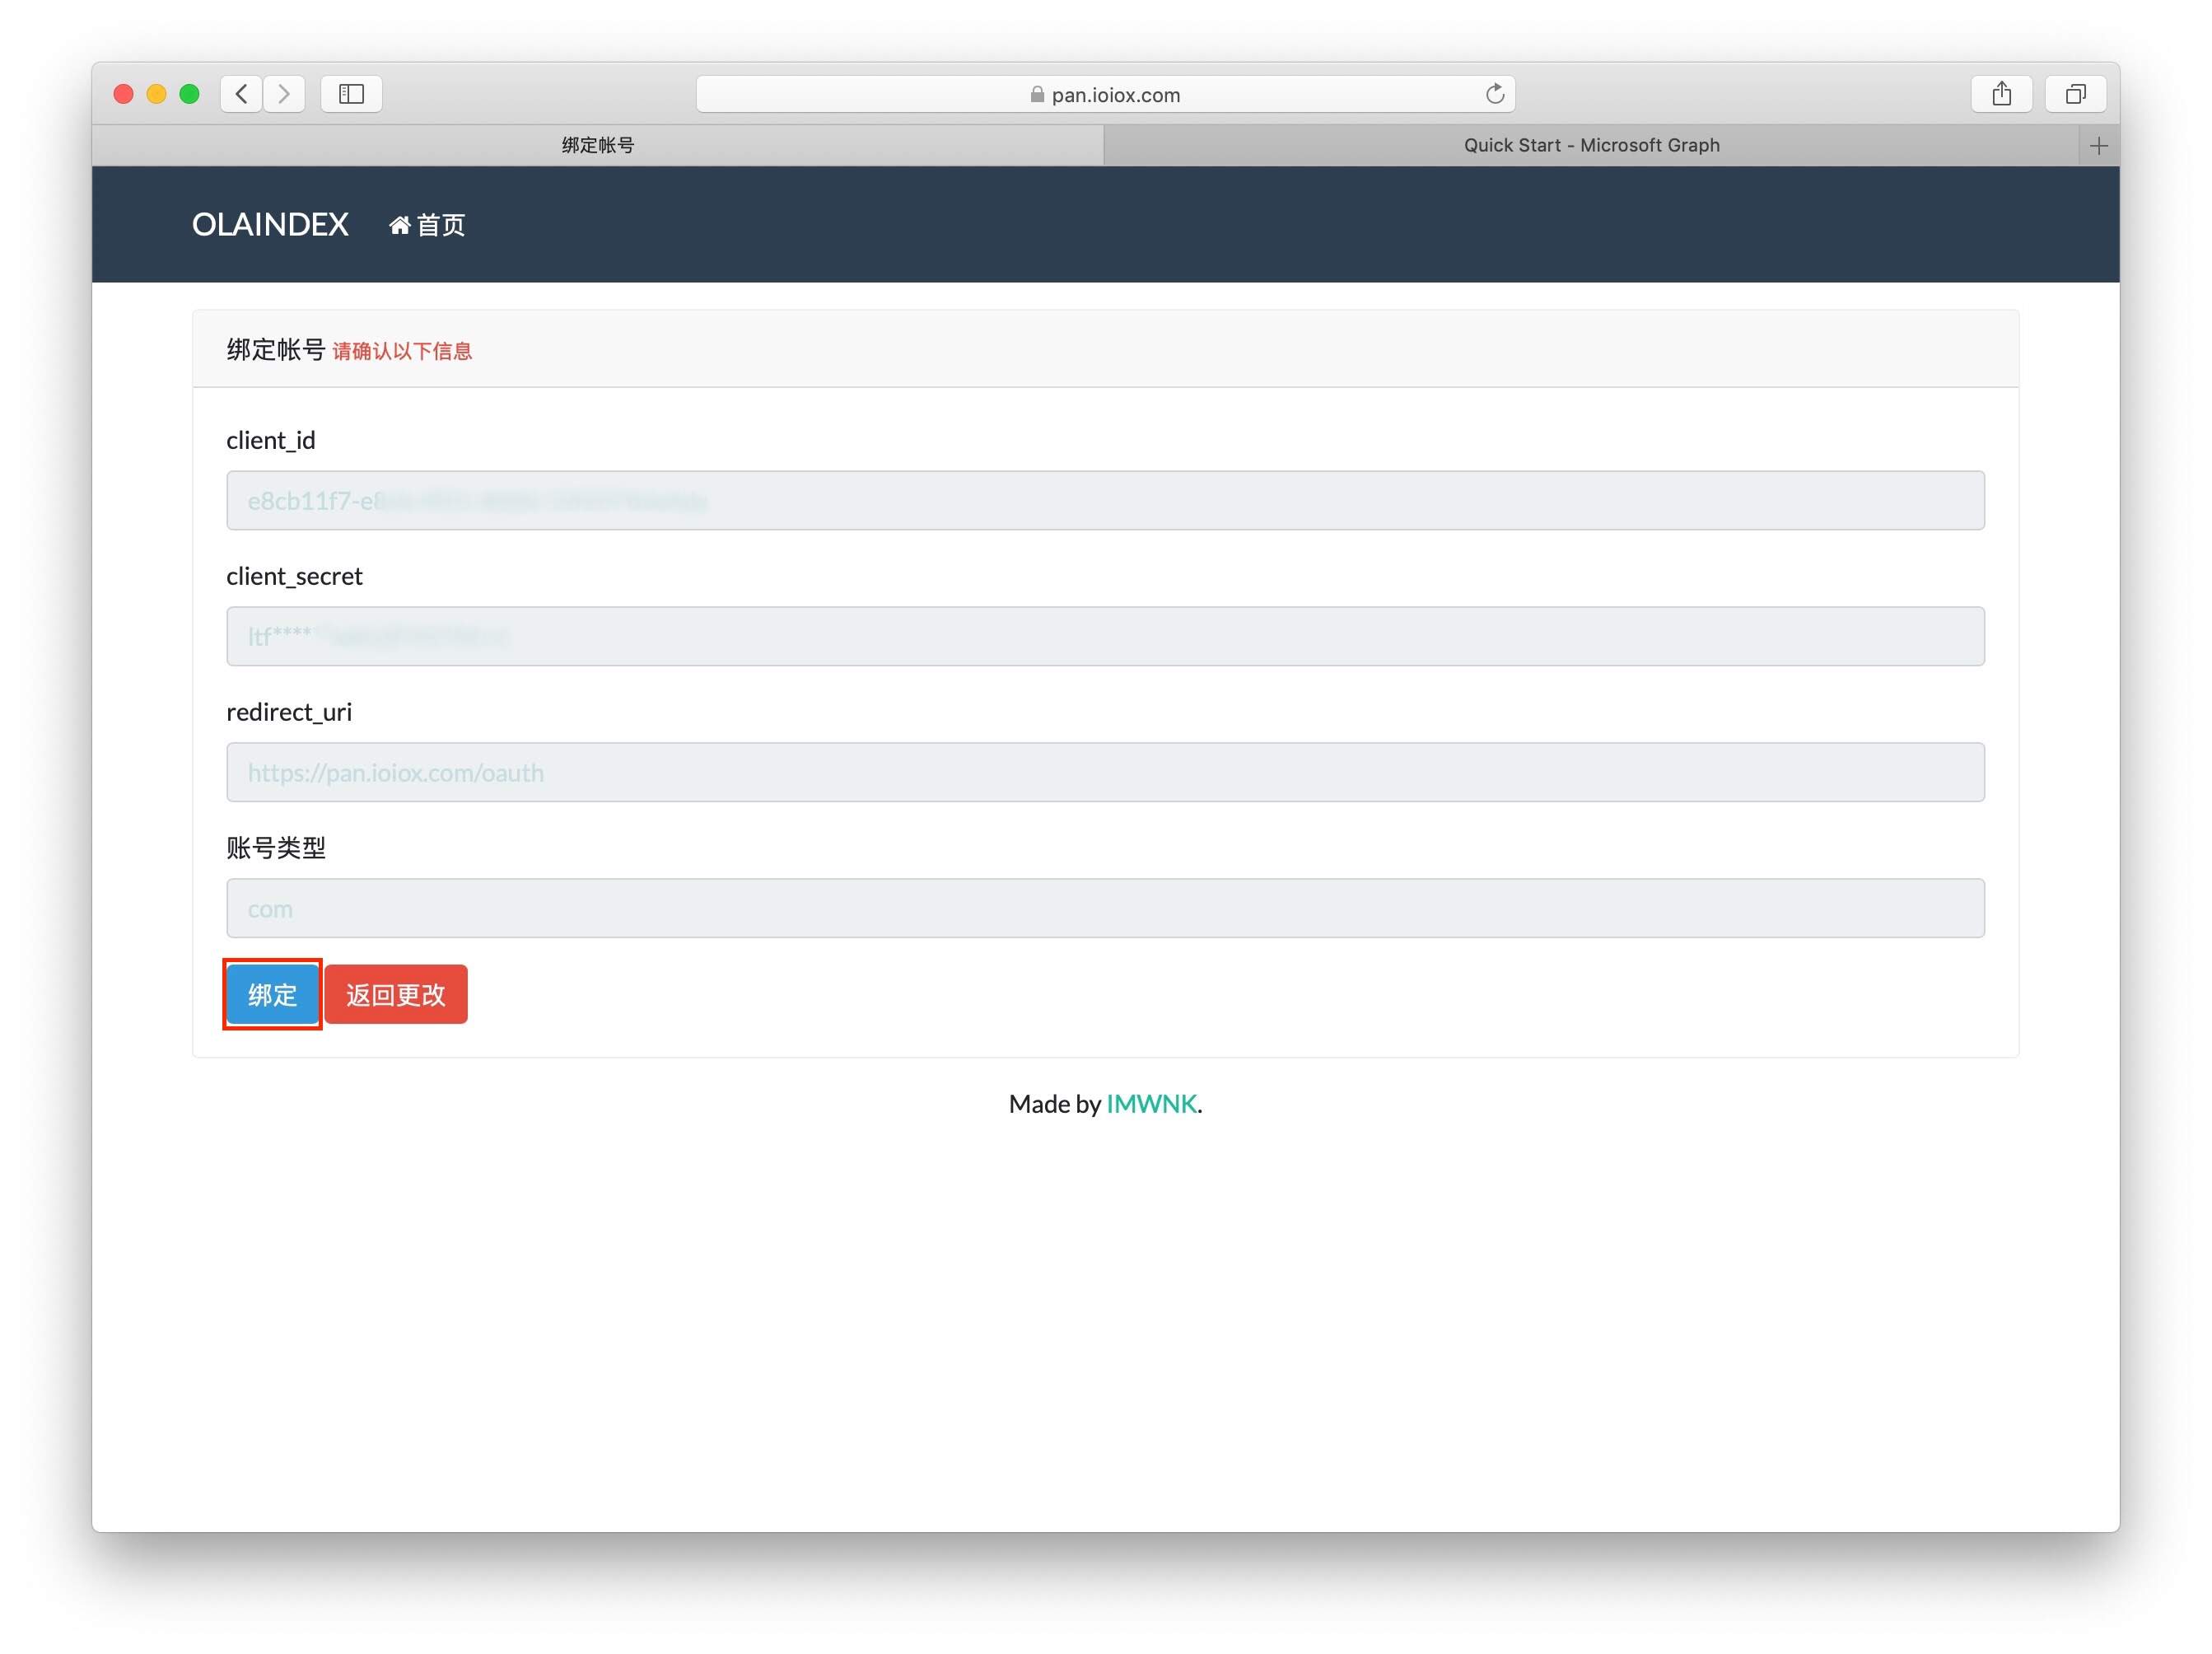 pan.ioiox.com
绑定帐号
Quick Start - Microsoft Graph
OLAINDEX 首页
绑定帐号 请确认以下信息
client_id
e8cb11f7-e8
client_secret
ltf****
redirect_uri
https://pan.ioiox.com/oauth
账号类型
com
绑定 返回更改
Made by IMWNK.